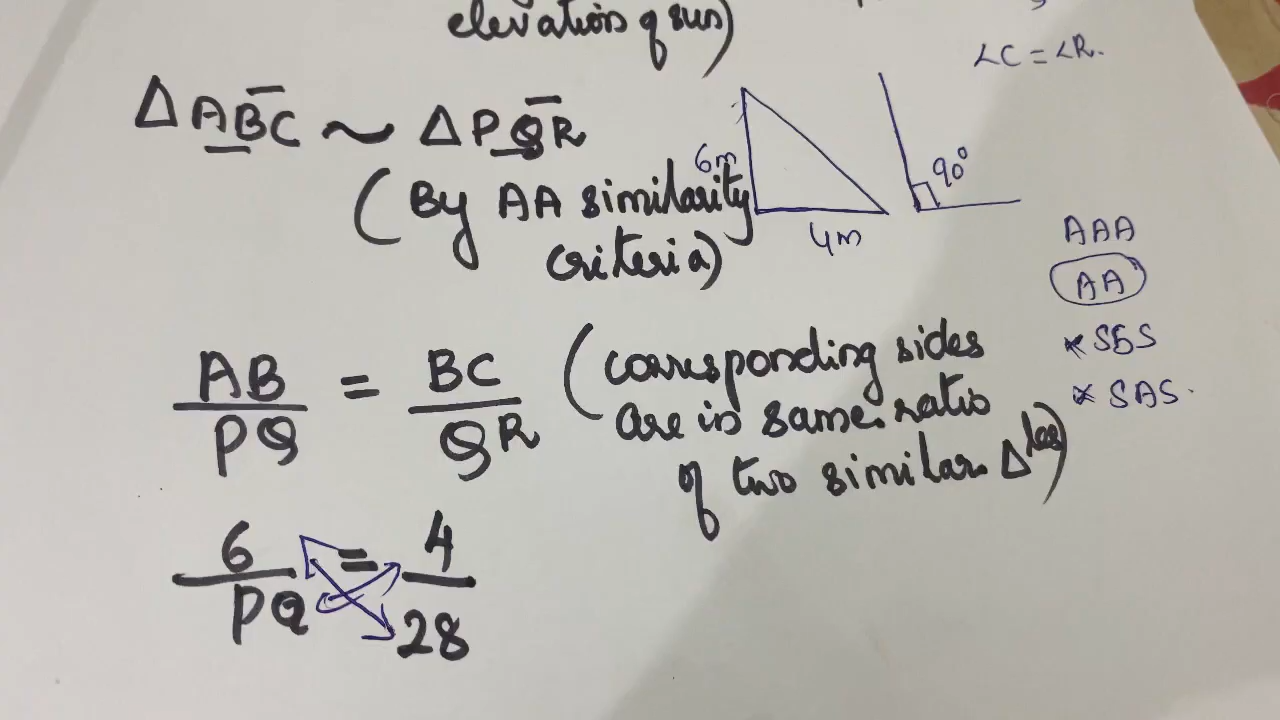 elevation of sun)
∠C = ∠R.
ΔABC ~ ΔPQR
(By AA similarity
criteria)
6m
4m
90°
AAA
AA
* SSS
* SAS.
AB/PQ = BC/QR (corresponding sides
are in same ratio
of two similar Δles)
6/PQ = 4/28